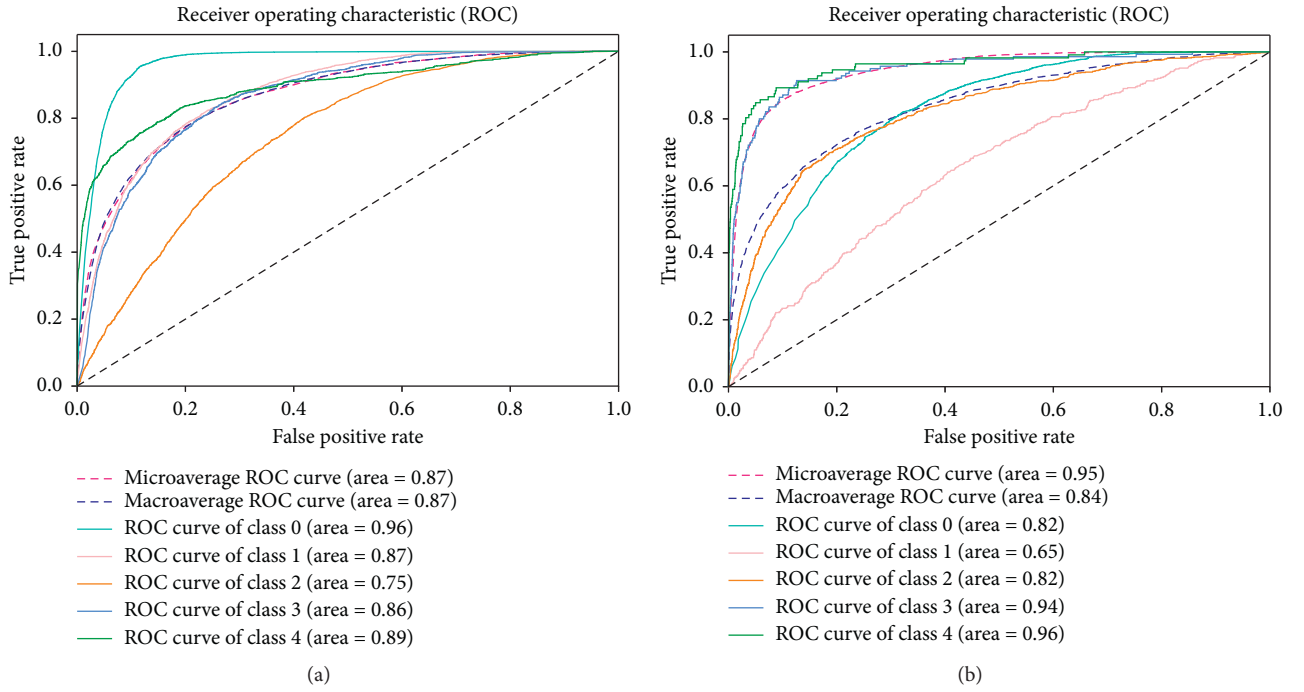 Receiver operating characteristic (ROC)
1.0
0.8
0.6
0.4
0.2
0.0
True positive rate
0.0 0.2 0.4 0.6 0.8 1.0
False positive rate
Microaverage ROC curve (area = 0.87)
Macroaverage ROC curve (area = 0.87)
ROC curve of class 0 (area = 0.96)
ROC curve of class 1 (area = 0.87)
ROC curve of class 2 (area = 0.75)
ROC curve of class 3 (area = 0.86)
ROC curve of class 4 (area = 0.89)
(a)
Receiver operating characteristic (ROC)
1.0
0.8
0.6
0.4
0.2
0.0
True positive rate
0.0 0.2 0.4 0.6 0.8 1.0
False positive rate
Microaverage ROC curve (area = 0.95)
Macroaverage ROC curve (area = 0.84)
ROC curve of class 0 (area = 0.82)
ROC curve of class 1 (area = 0.65)
ROC curve of class 2 (area = 0.82)
ROC curve of class 3 (area = 0.94)
ROC curve of class 4 (area = 0.96)
(b)